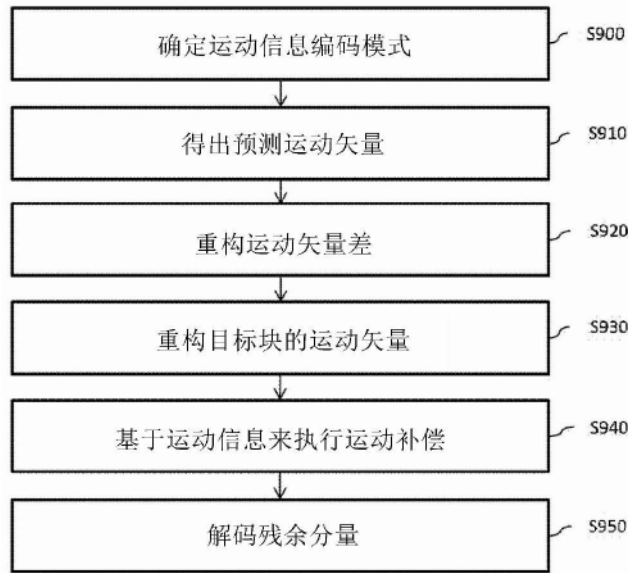 确定运动信息编码模式
S900
得出预测运动矢量
S910
重构运动矢量差
S920
重构目标块的运动矢量
S930
基于运动信息来执行运动补偿
S940
解码残余分量
S950